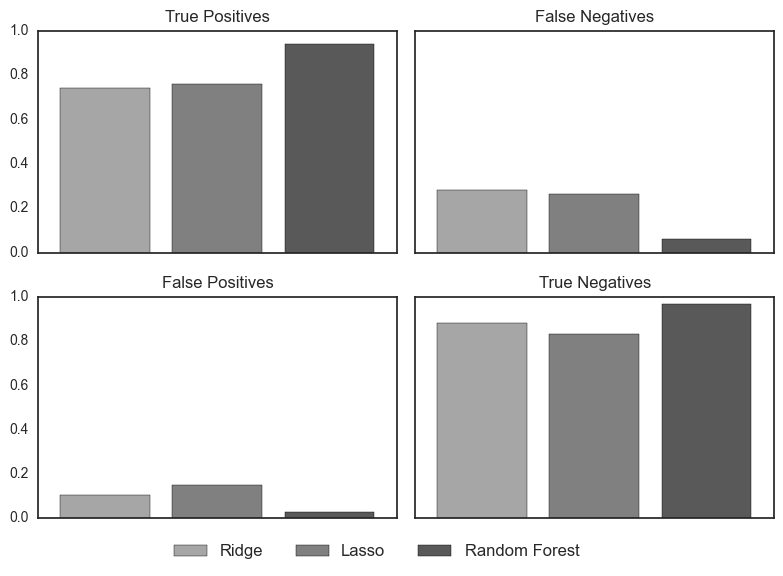 True Positives
False Negatives
1.0
0.8
0.6
0.4
0.2
0.0
False Positives
True Negatives
1.0
0.8
0.6
0.4
0.2
0.0
Ridge Lasso Random Forest